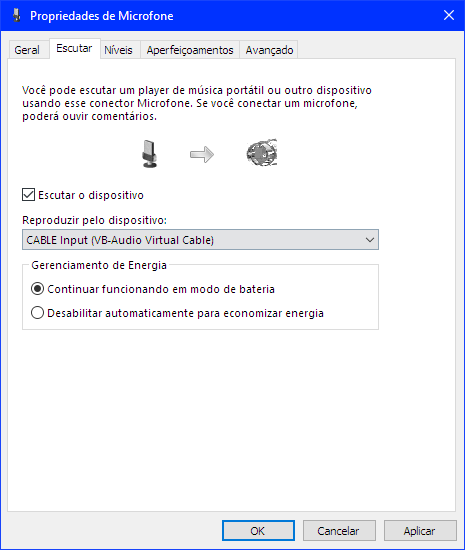 Propriedades de Microfone
Geral Escutar Níveis Aperfeiçoamentos Avançado
Você pode escutar um player de música portátil ou outro dispositivo
usando esse conector Microfone. Se você conectar um microfone,
poderá ouvir comentários.
Escutar o dispositivo
Reproduzir pelo dispositivo:
CABLE Input (VB-Audio Virtual Cable)
Gerenciamento de Energia
Continuar funcionando em modo de bateria
Desabilitar automaticamente para economizar energia
OK Cancelar Aplicar